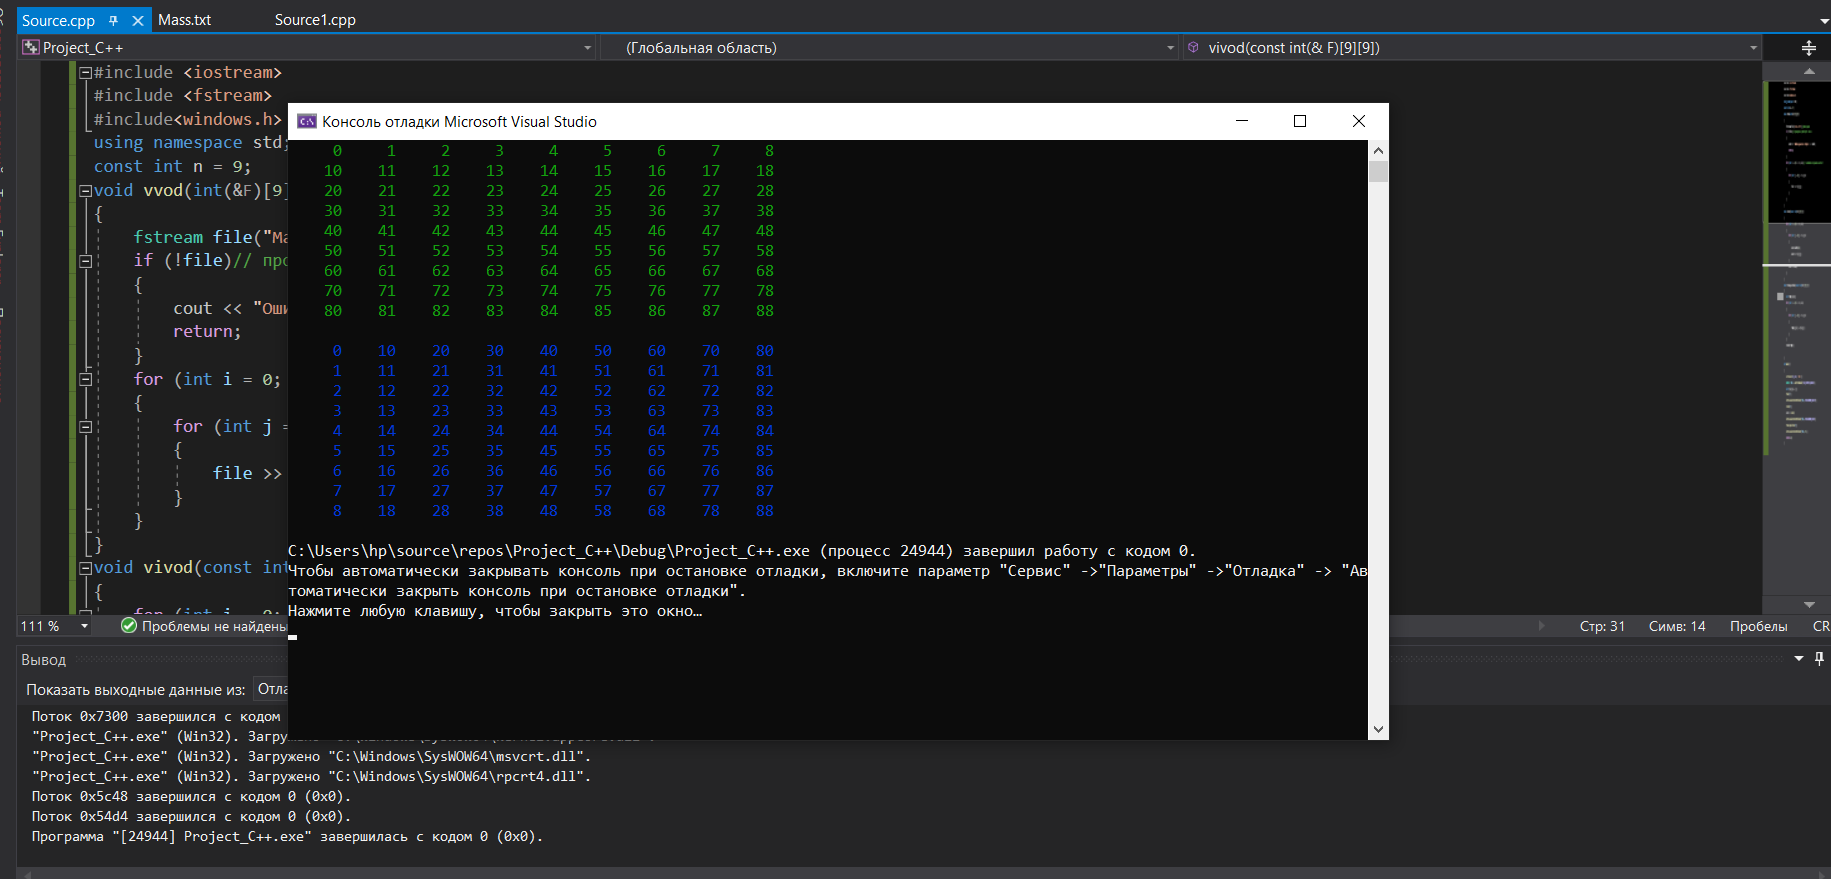 Source.cpp Mass.txt Source1.cpp
Project_C++ (Глобальная область) vivod(const int(& F)[9][9])
#include <iostream>
#include <fstream>
#include<windows.h>
using namespace std;
const int n = 9;
void vvod(int(&F)[9]
{
fstream file("Ma
if (!file)// про
{
cout << "Оши
return;
}
for (int i = 0;
{
for (int j =
{
file >>
}
}
}
void vivod(const int
{
for (int i 0;
111 % Проблемы не найдены Стр: 31 Симв: 14 Пробелы CR
Консоль отладки Microsoft Visual Studio
0 1 2 3 4 5 6 7 8
10 11 12 13 14 15 16 17 18
20 21 22 23 24 25 26 27 28
30 31 32 33 34 35 36 37 38
40 41 42 43 44 45 46 47 48
50 51 52 53 54 55 56 57 58
60 61 62 63 64 65 66 67 68
70 71 72 73 74 75 76 77 78
80 81 82 83 84 85 86 87 88
0 10 20 30 40 50 60 70 80
1 11 21 31 41 51 61 71 81
2 12 22 32 42 52 62 72 82
3 13 23 33 43 53 63 73 83
4 14 24 34 44 54 64 74 84
5 15 25 35 45 55 65 75 85
6 16 26 36 46 56 66 76 86
7 17 27 37 47 57 67 77 87
8 18 28 38 48 58 68 78 88
C:\Users\hp\source\repos\Project_C++\Debug\Project_C++.exe (процесс 24944) завершил работу с кодом 0.
Чтобы автоматически закрывать консоль при остановке отладки, включите параметр "Сервис" ->"Параметры" ->"Отладка" -> "Ав
томатически закрыть консоль при остановке отладки".
Нажмите любую клавишу, чтобы закрыть это окно…
Вывод
Показать выходные данные из: Отла
Поток 0x7300 завершился с кодом
"Project_C++.exe" (Win32). Загру
"Project_C++.exe" (Win32). Загружено "C:\Windows\SysWOW64\msvcrt.dll".
"Project_C++.exe" (Win32). Загружено "C:\Windows\SysWOW64\rpcrt4.dll".
Поток 0x5c48 завершился с кодом 0 (0x0).
Поток 0x54d4 завершился с кодом 0 (0x0).
Программа "[24944] Project_C++.exe" завершилась с кодом 0 (0x0).